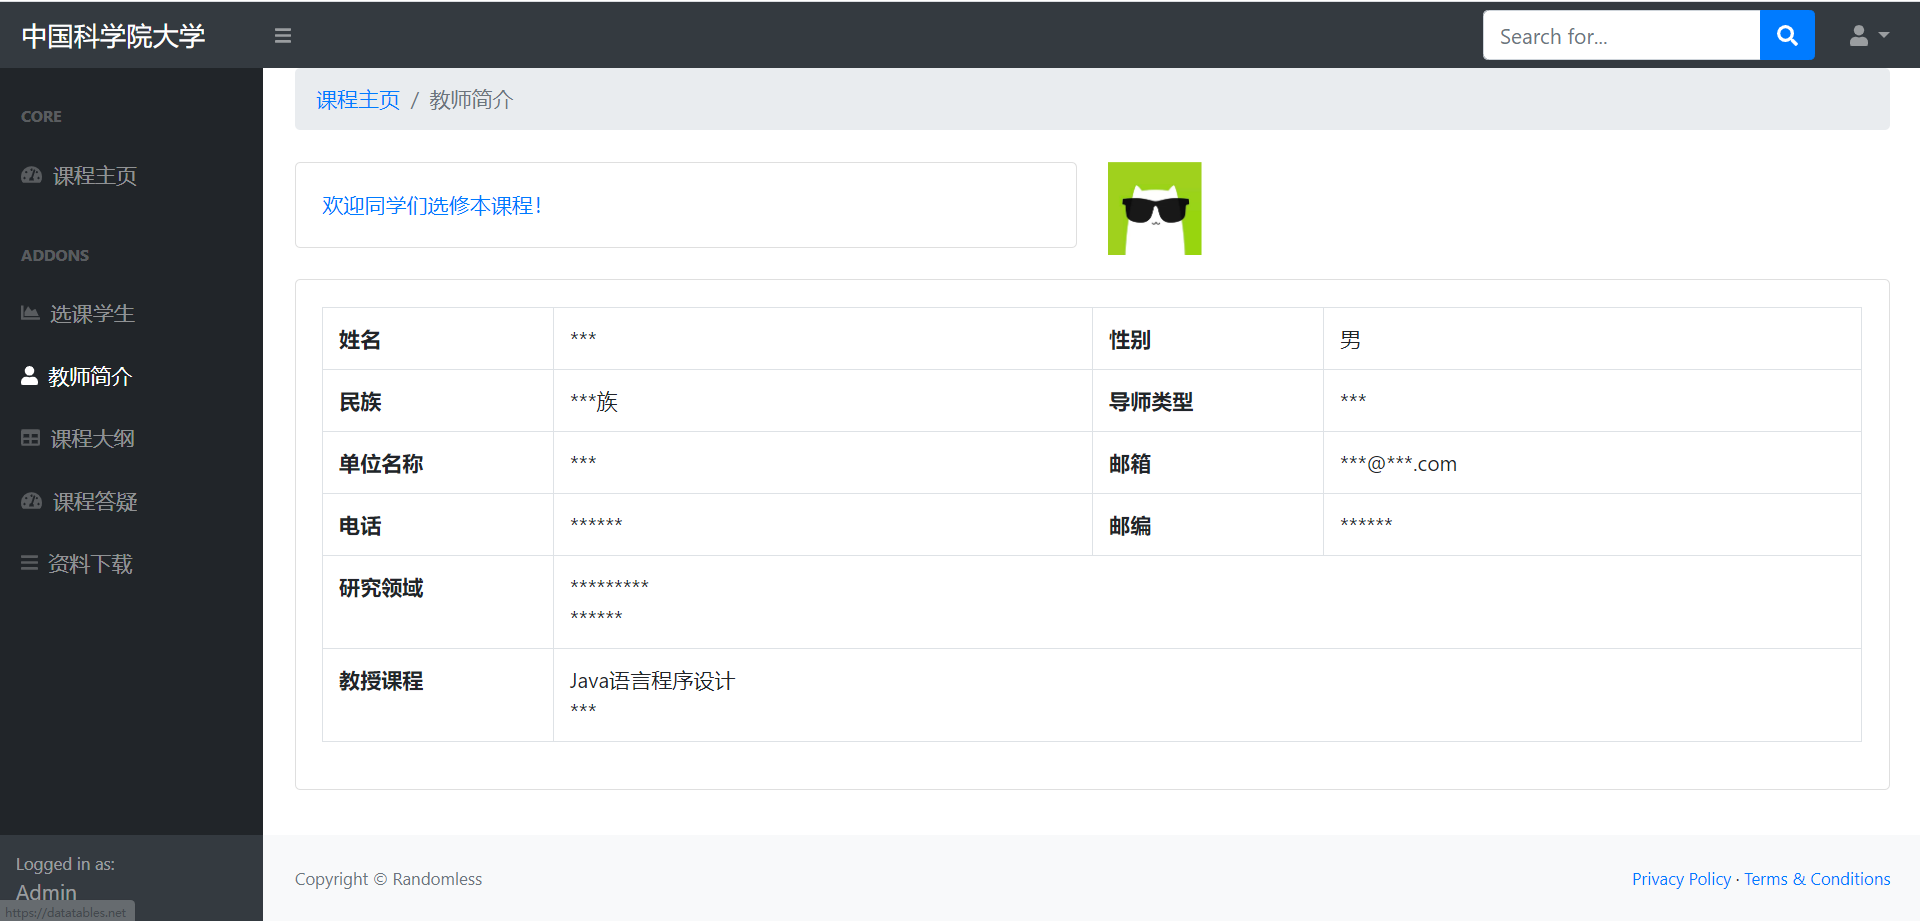 中国科学院大学
Search for...
CORE
课程主页
ADDONS
选课学生
教师简介
课程大纲
课程答疑
资料下载
Logged in as:
Admin
https://datatables.net
课程主页 / 教师简介
欢迎同学们选修本课程!
姓名 *** 性别 男
民族 ***族 导师类型 ***
单位名称 *** 邮箱 ***@***.com
电话 ****** 邮编 ******
研究领域 *********
******
教授课程 Java语言程序设计
***
Copyright © Randomless
Privacy Policy · Terms & Conditions